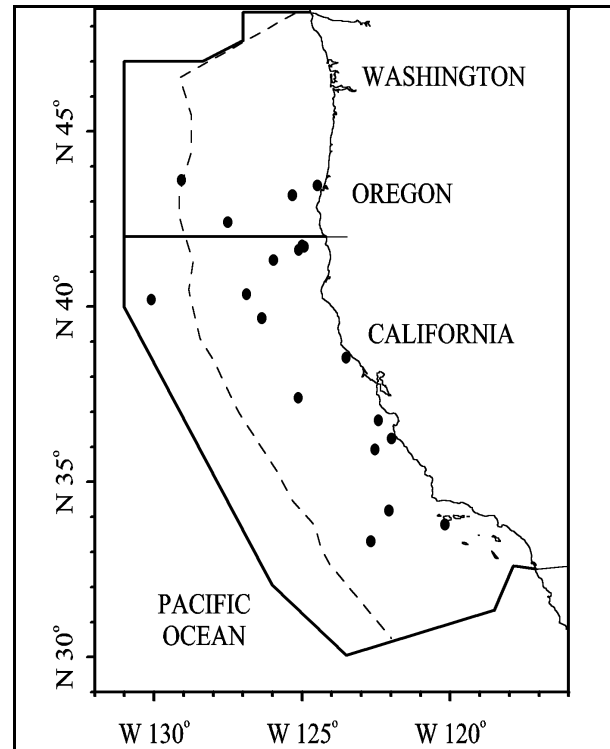 WASHINGTON
N 45°
OREGON
N 40°
CALIFORNIA
N 35°
PACIFIC
OCEAN
N 30°
W 130°
W 125°
W 120°